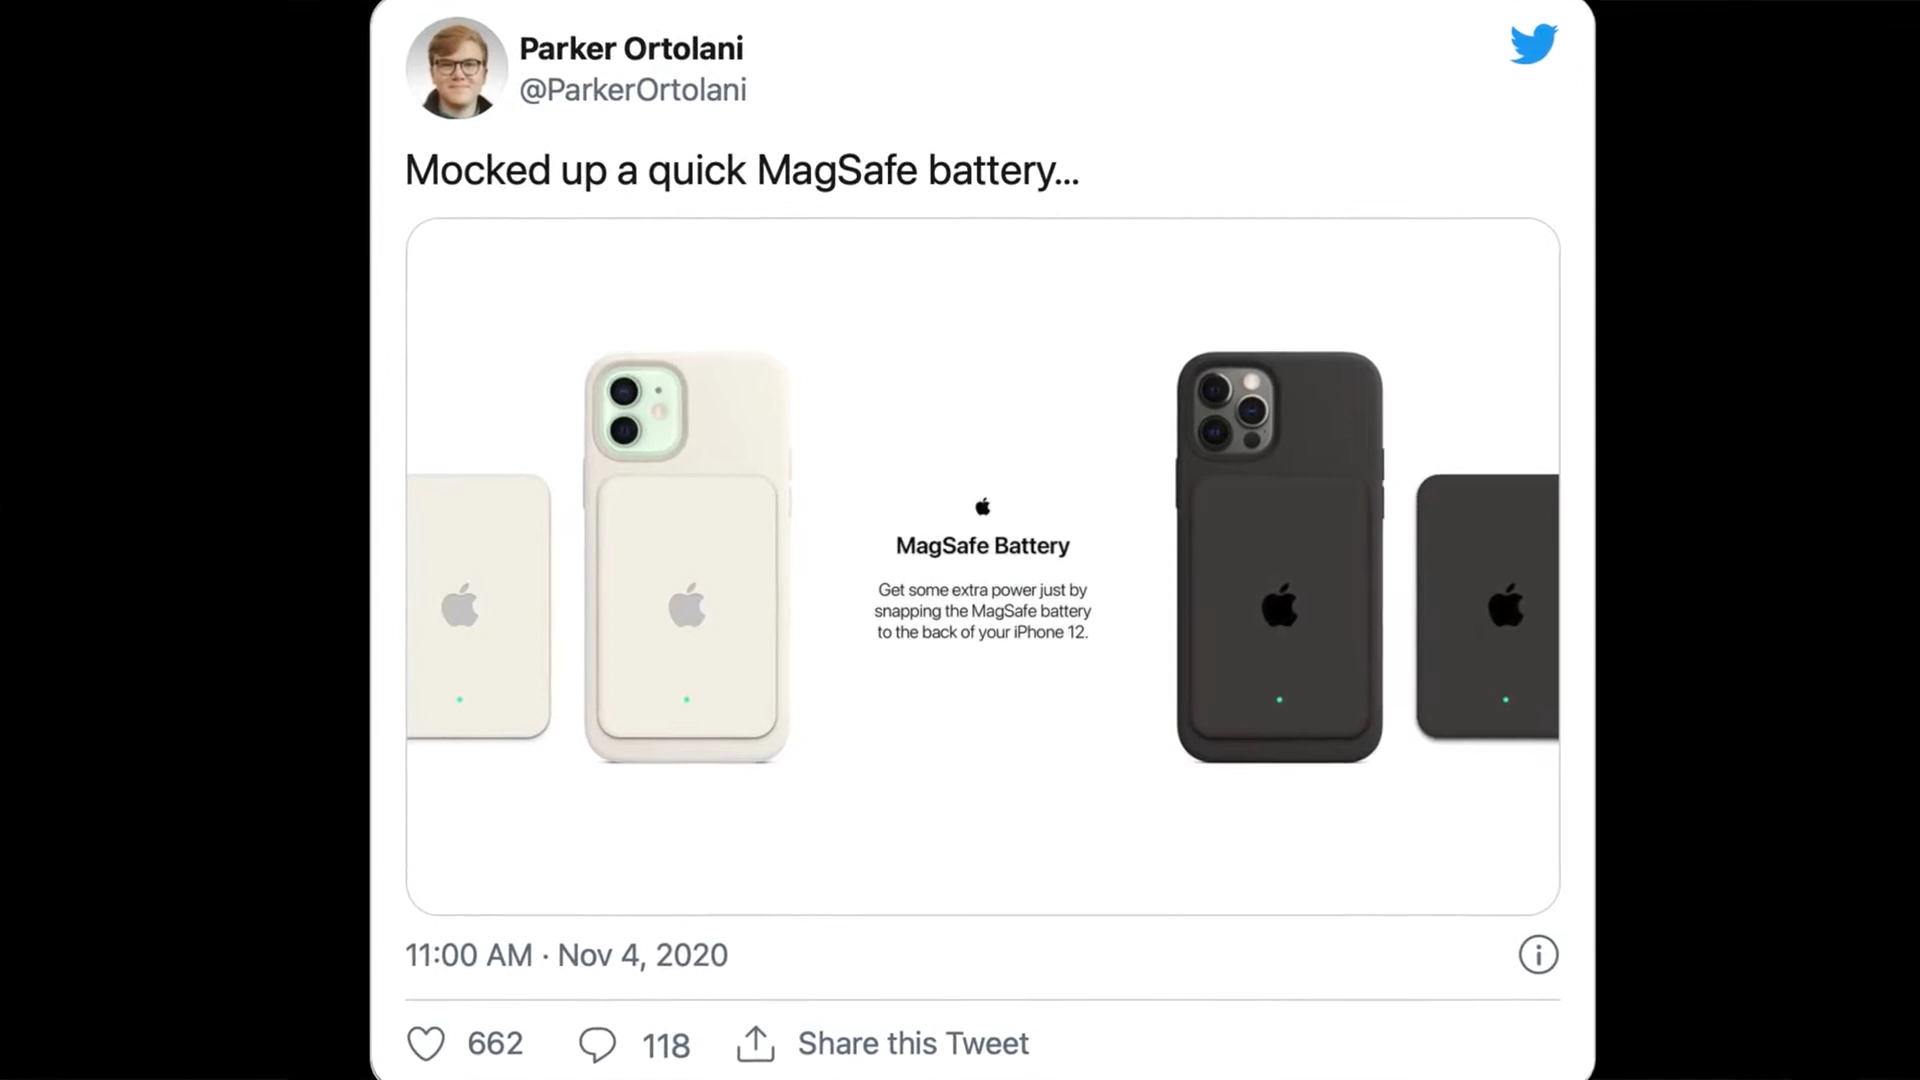 Parker Ortolani
@ParkerOrtolani
Mocked up a quick MagSafe battery...
MagSafe Battery
Get some extra power just by
snapping the MagSafe battery
to the back of your iPhone 12.
11:00 AM · Nov 4, 2020
662 118 Share this Tweet